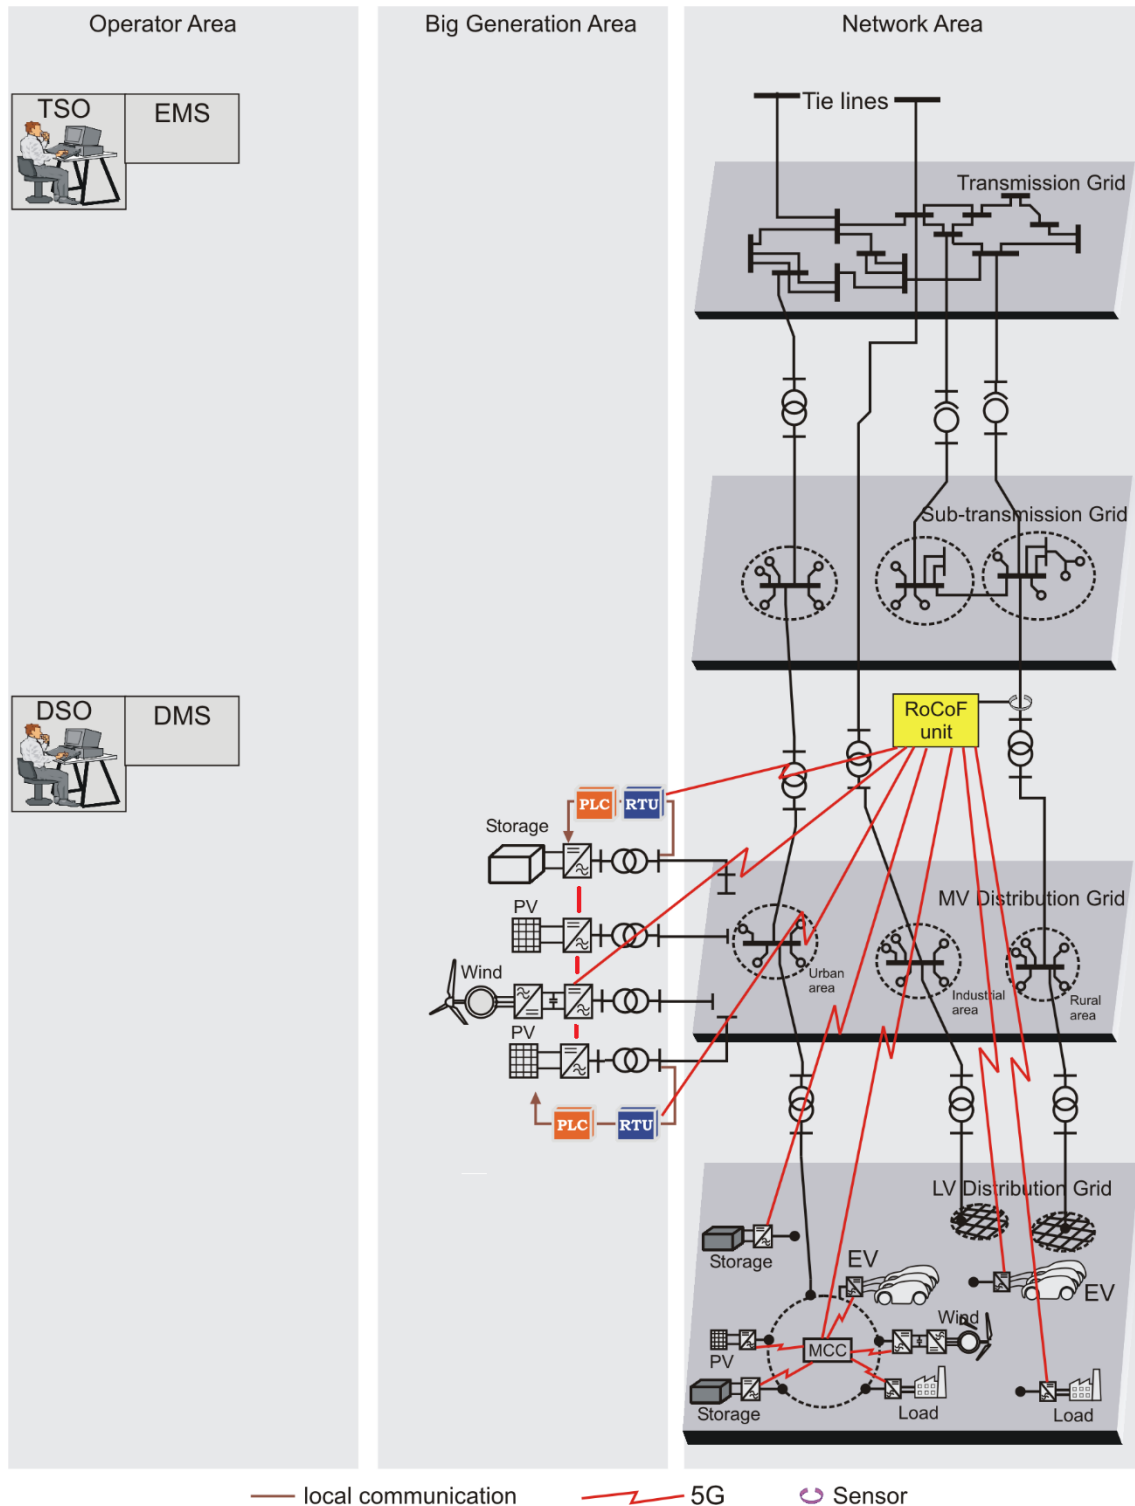 Operator Area
Big Generation Area
Network Area
TSO
EMS
Tie lines
Transmission Grid
Sub-transmission Grid
DSO
DMS
RoCoF
unit
PLC
RTU
Storage
PV
MV Distribution Grid
Wind
Urban
area
Industrial
area
Rural
area
PV
PLC
RTU
LV Distribution Grid
Storage
EV
EV
Wind
PV
MCC
Storage
Load
Load
local communication
5G
Sensor